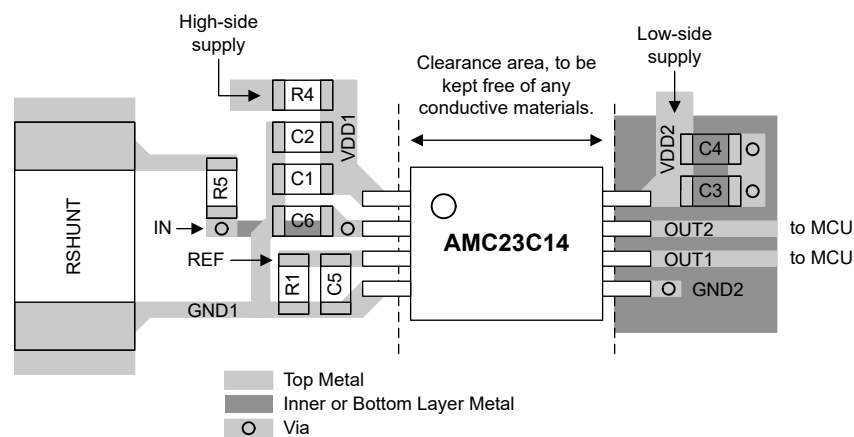 High-side
supply
Low-side
supply
Clearance area, to be
kept free of any
conductive materials.
R4
C2
VDD1
C1
C6
R5
IN
REF
R1
C5
GND1
RSHUNT
AMC23C14
VDD2
C4
C3
OUT2
to MCU
OUT1
to MCU
GND2
Top Metal
Inner or Bottom Layer Metal
Via